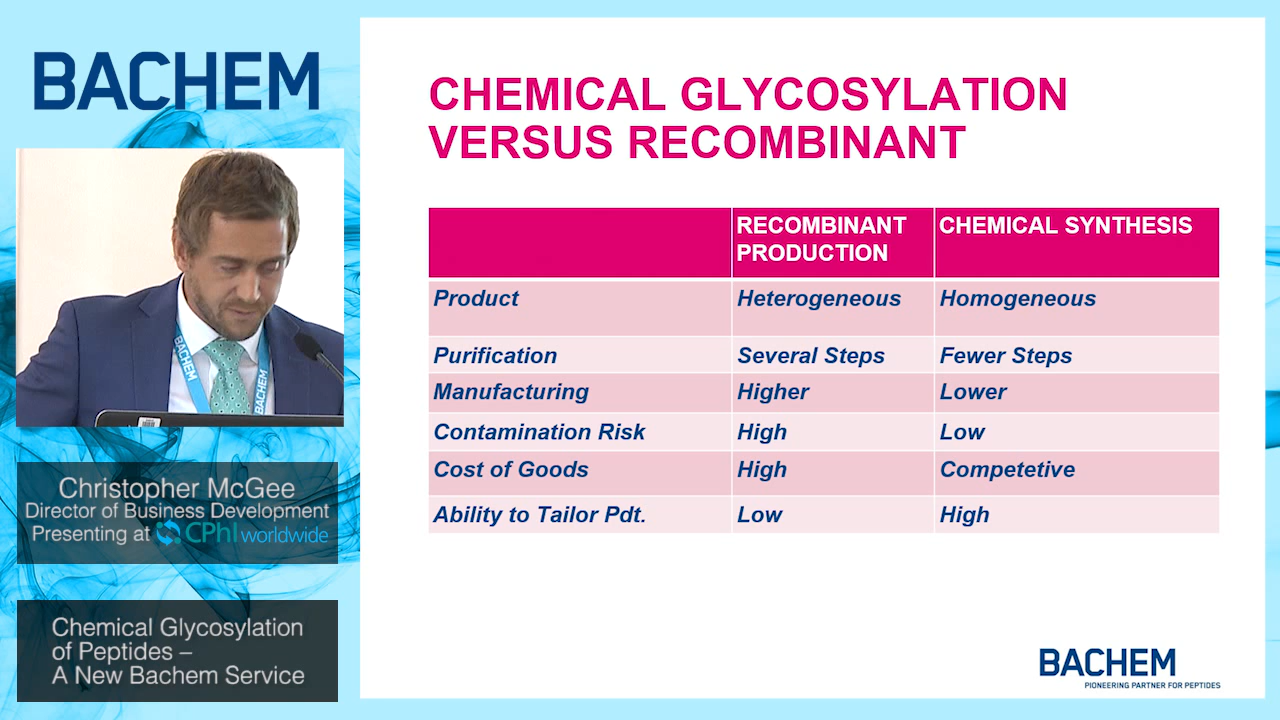 BACHEM
CHEMICAL GLYCOSYLATION
VERSUS RECOMBINANT
RECOMBINANT PRODUCTION CHEMICAL SYNTHESIS
Product Heterogeneous Homogeneous
Purification Several Steps Fewer Steps
Manufacturing Higher Lower
Contamination Risk High Low
Cost of Goods High Competetive
Ability to Tailor Pdt. Low High
BACHEM
BACHEM
Christopher McGee
Director of Business Development
Presenting at CPhI worldwide
Chemical Glycosylation
of Peptides –
A New Bachem Service
BACHEM
PIONEERING PARTNER FOR PEPTIDES